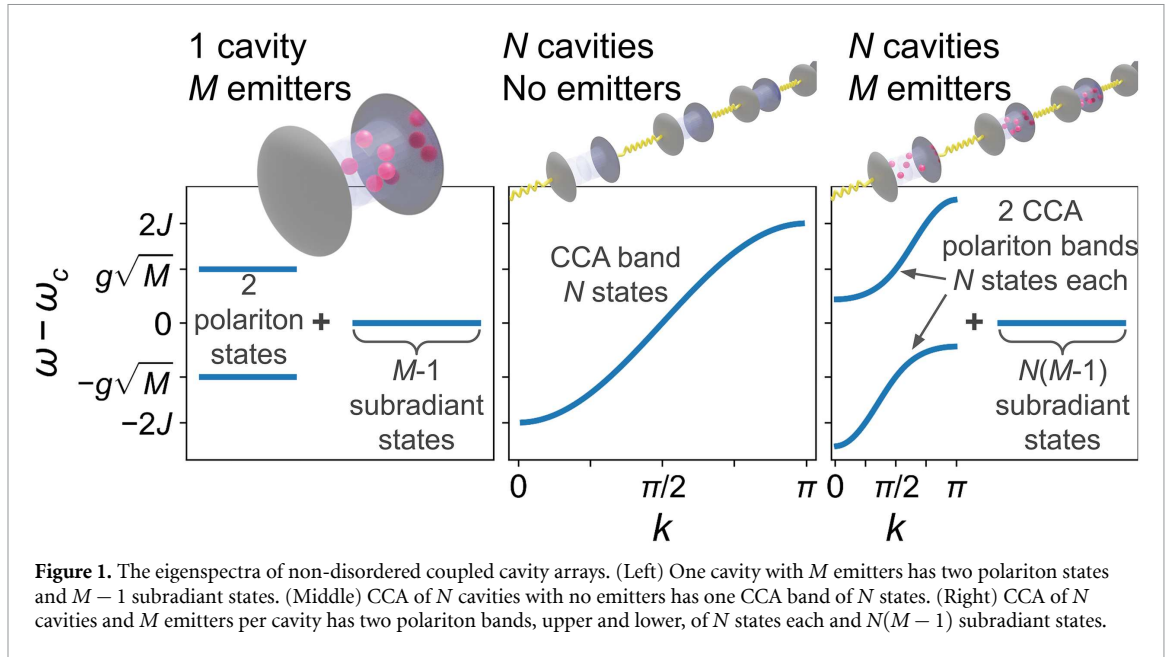 1 cavity
M emitters
N cavities
No emitters
N cavities
M emitters
ω − ω_c
2J
g√M
0
−g√M
−2J
2
polariton
states
+
M-1
subradiant
states
CCA band
N states
0
π/2
π
k
2 CCA
polariton bands
N states each
+
N(M-1)
subradiant
states
0
π/2
π
k
Figure 1. The eigenspectra of non-disordered coupled cavity arrays. (Left) One cavity with M emitters has two polariton states
and M − 1 subradiant states. (Middle) CCA of N cavities with no emitters has one CCA band of N states. (Right) CCA of N
cavities and M emitters per cavity has two polariton bands, upper and lower, of N states each and N(M − 1) subradiant states.